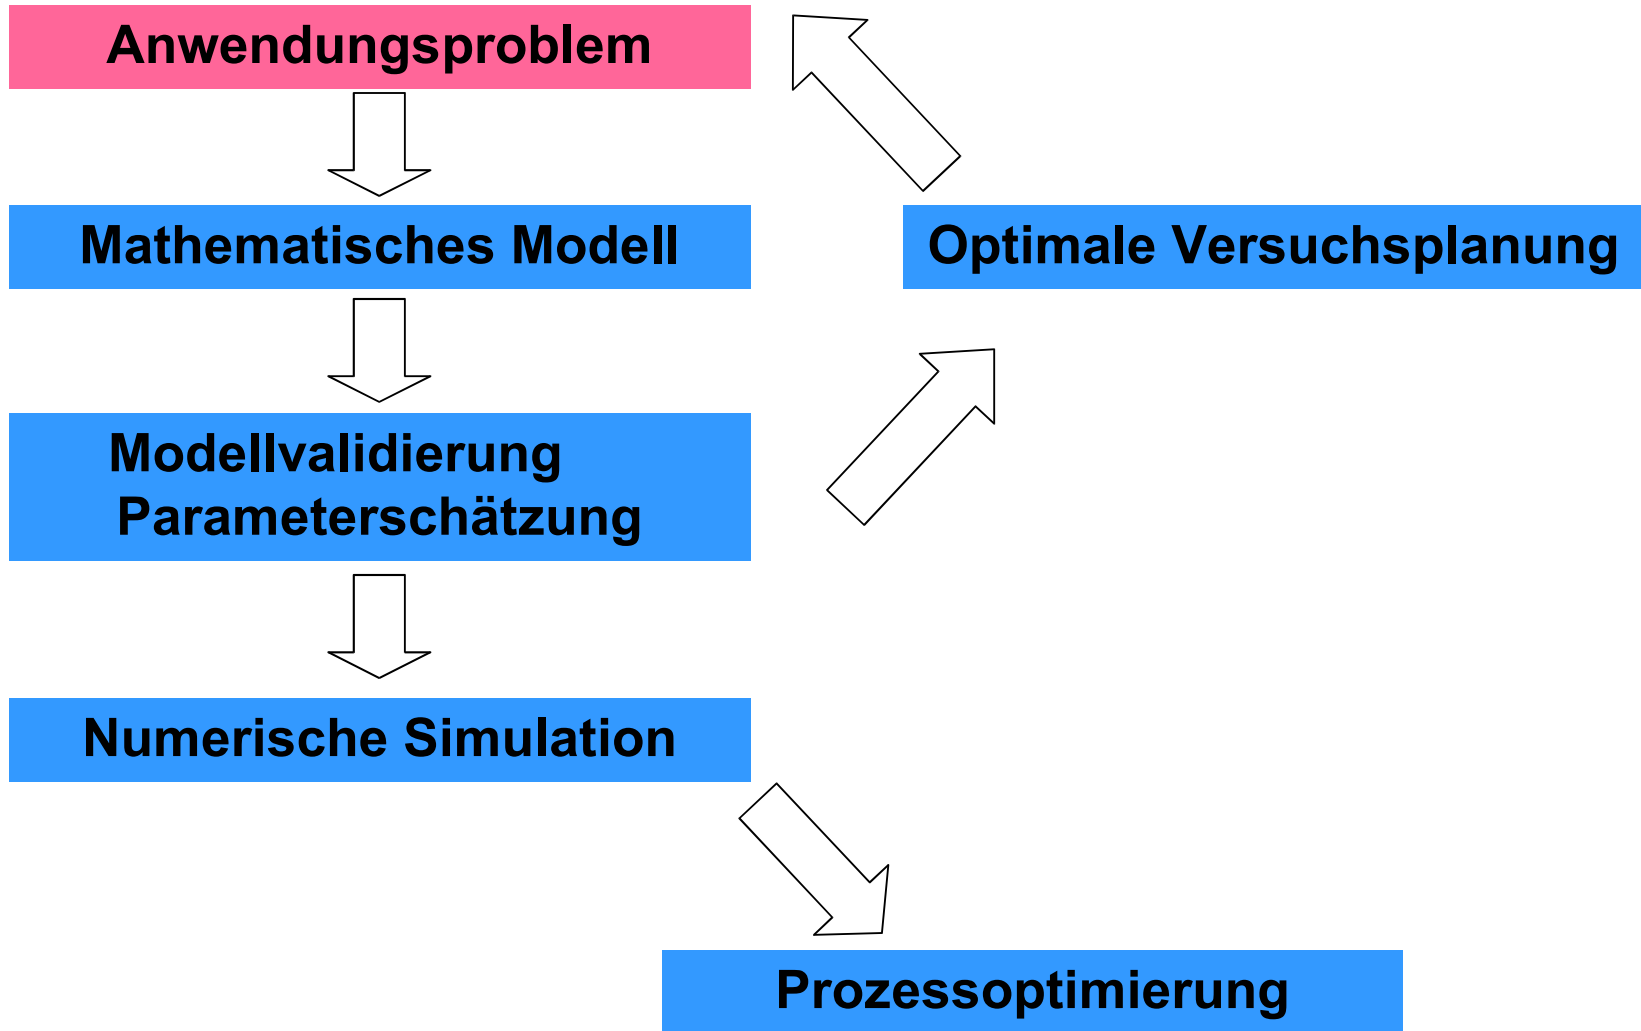 Anwendungsproblem
Mathematisches Modell
Optimale Versuchsplanung
Modellvalidierung
Parameterschätzung
Numerische Simulation
Prozessoptimierung